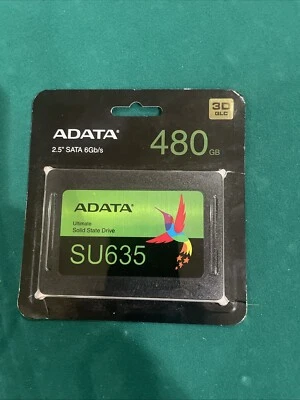 3D
QLC
ADATA®
2.5" SATA 6Gb/s
480 GB
ADATA®
Ultimate
Solid State Drive
SU635